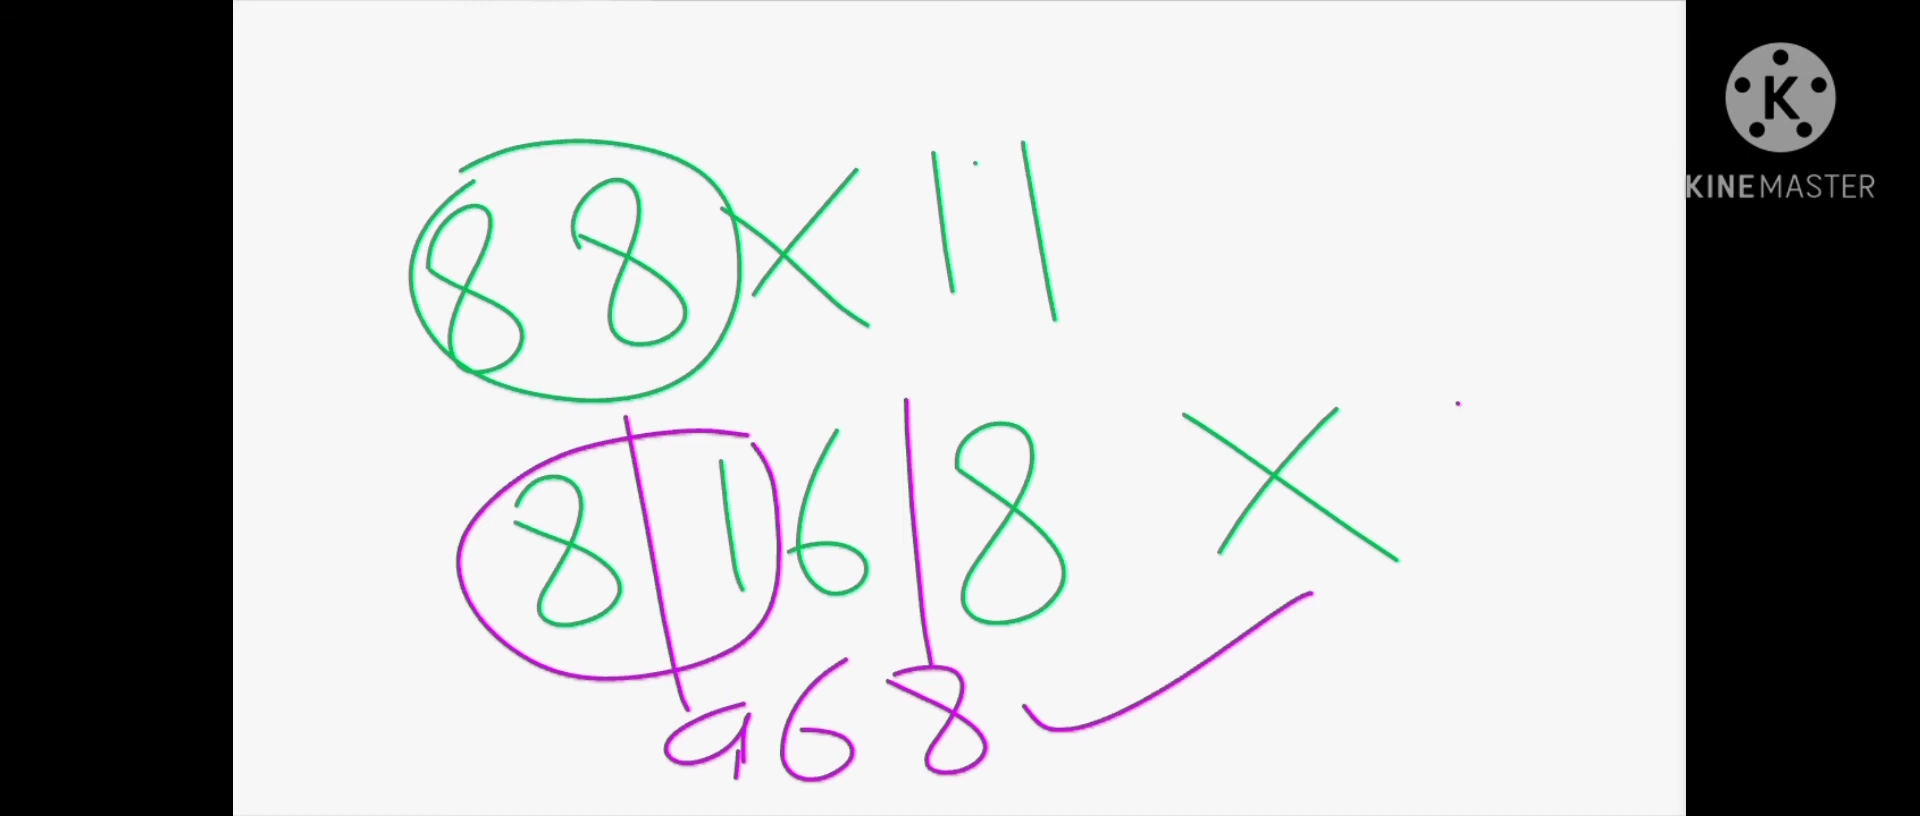 88 × 11
8|16|8 ×
968 ✓
K
KINEMASTER